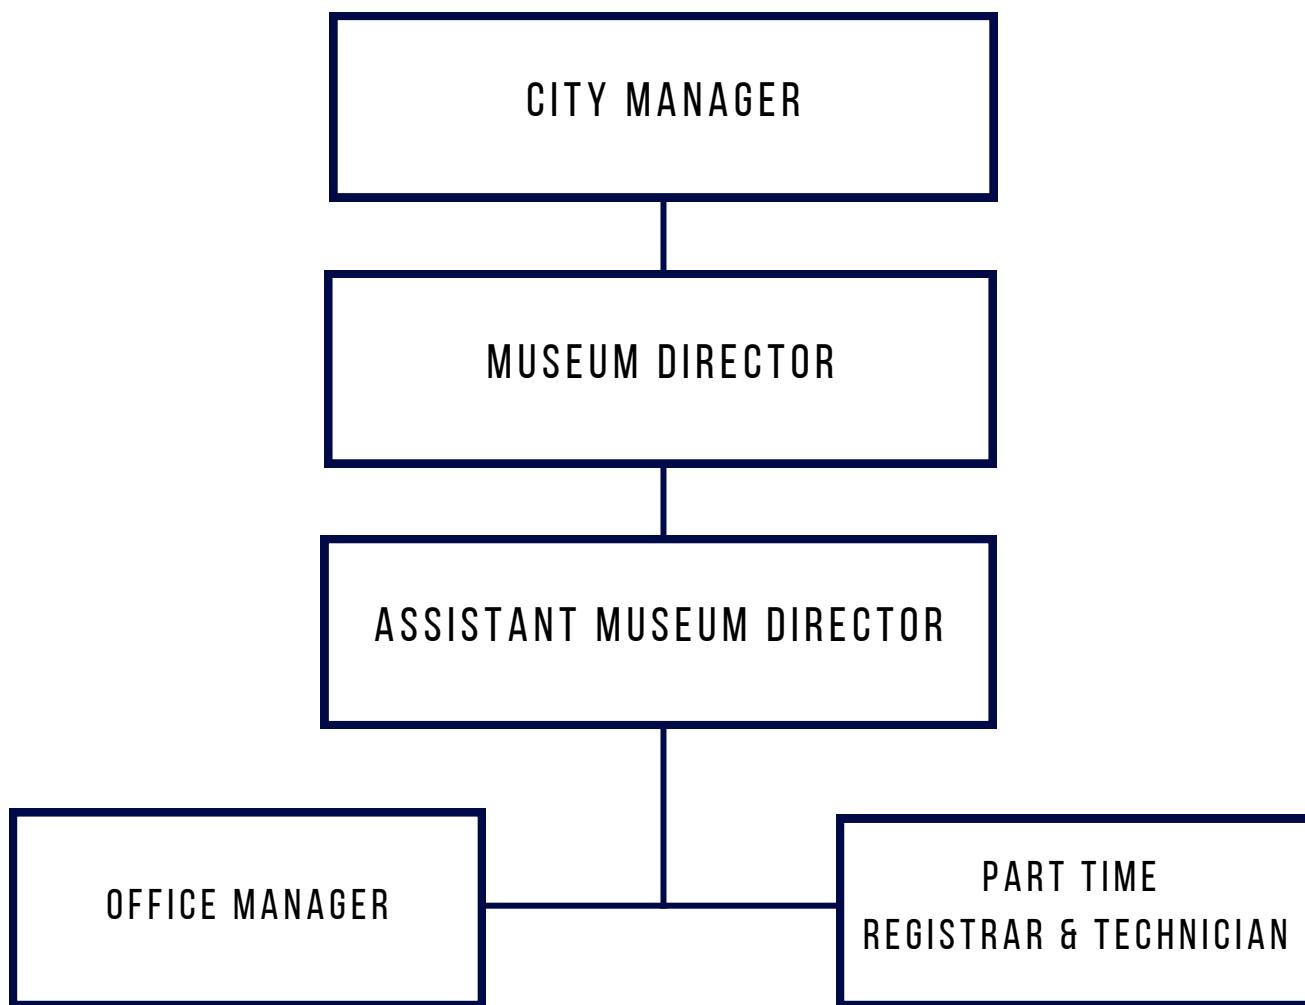 CITY MANAGER
MUSEUM DIRECTOR
ASSISTANT MUSEUM DIRECTOR
OFFICE MANAGER
PART TIME
REGISTRAR & TECHNICIAN